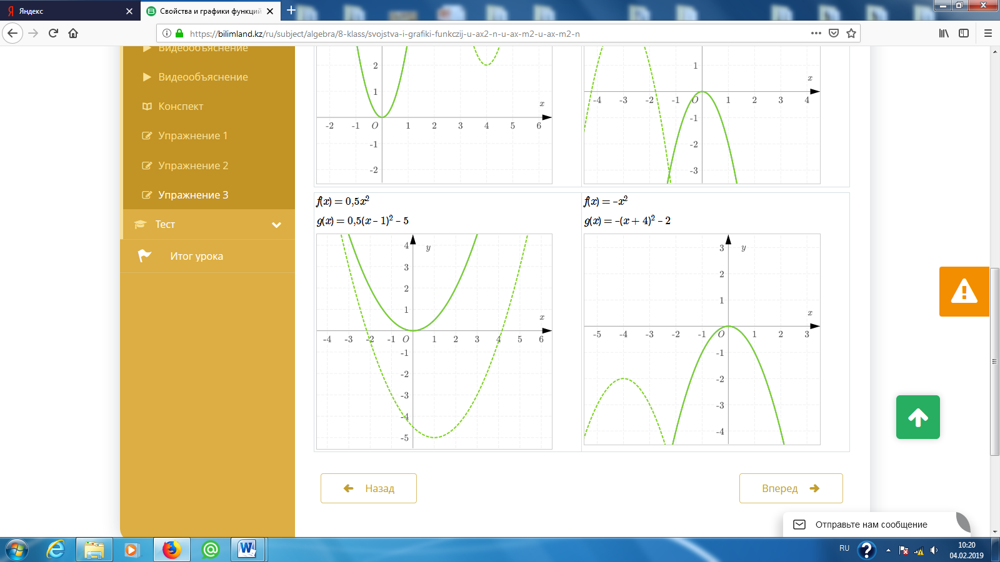 Яндекс
Свойства и графики функций
https://bilimland.kz/ru/subject/algebra/8-klass/svojstva-i-grafiki-funkczij-u-ax2-n-u-ax-m2-u-ax-m2-n
Видеообъяснение
Видеообъяснение
Конспект
Упражнение 1
Упражнение 2
Упражнение 3
Тест
Итог урока
2
1
x
-2 -1 O 1 2 3 4 5 6
-1
-2
1
x
-4 -3 -2 -1 O 1 2 3 4
-1
-2
-3
f(x) = 0,5x²
g(x) = 0,5(x – 1)² – 5
4
y
3
2
1
x
-4 -3 -2 -1 O 1 2 3 4 5 6
-1
-2
-3
-4
-5
f(x) = –x²
g(x) = –(x + 4)² – 2
3
y
2
1
x
-5 -4 -3 -2 -1 O 1 2 3
-1
-2
-3
-4
Назад
Вперед
Отправьте нам сообщение
RU
10:20
04.02.2019